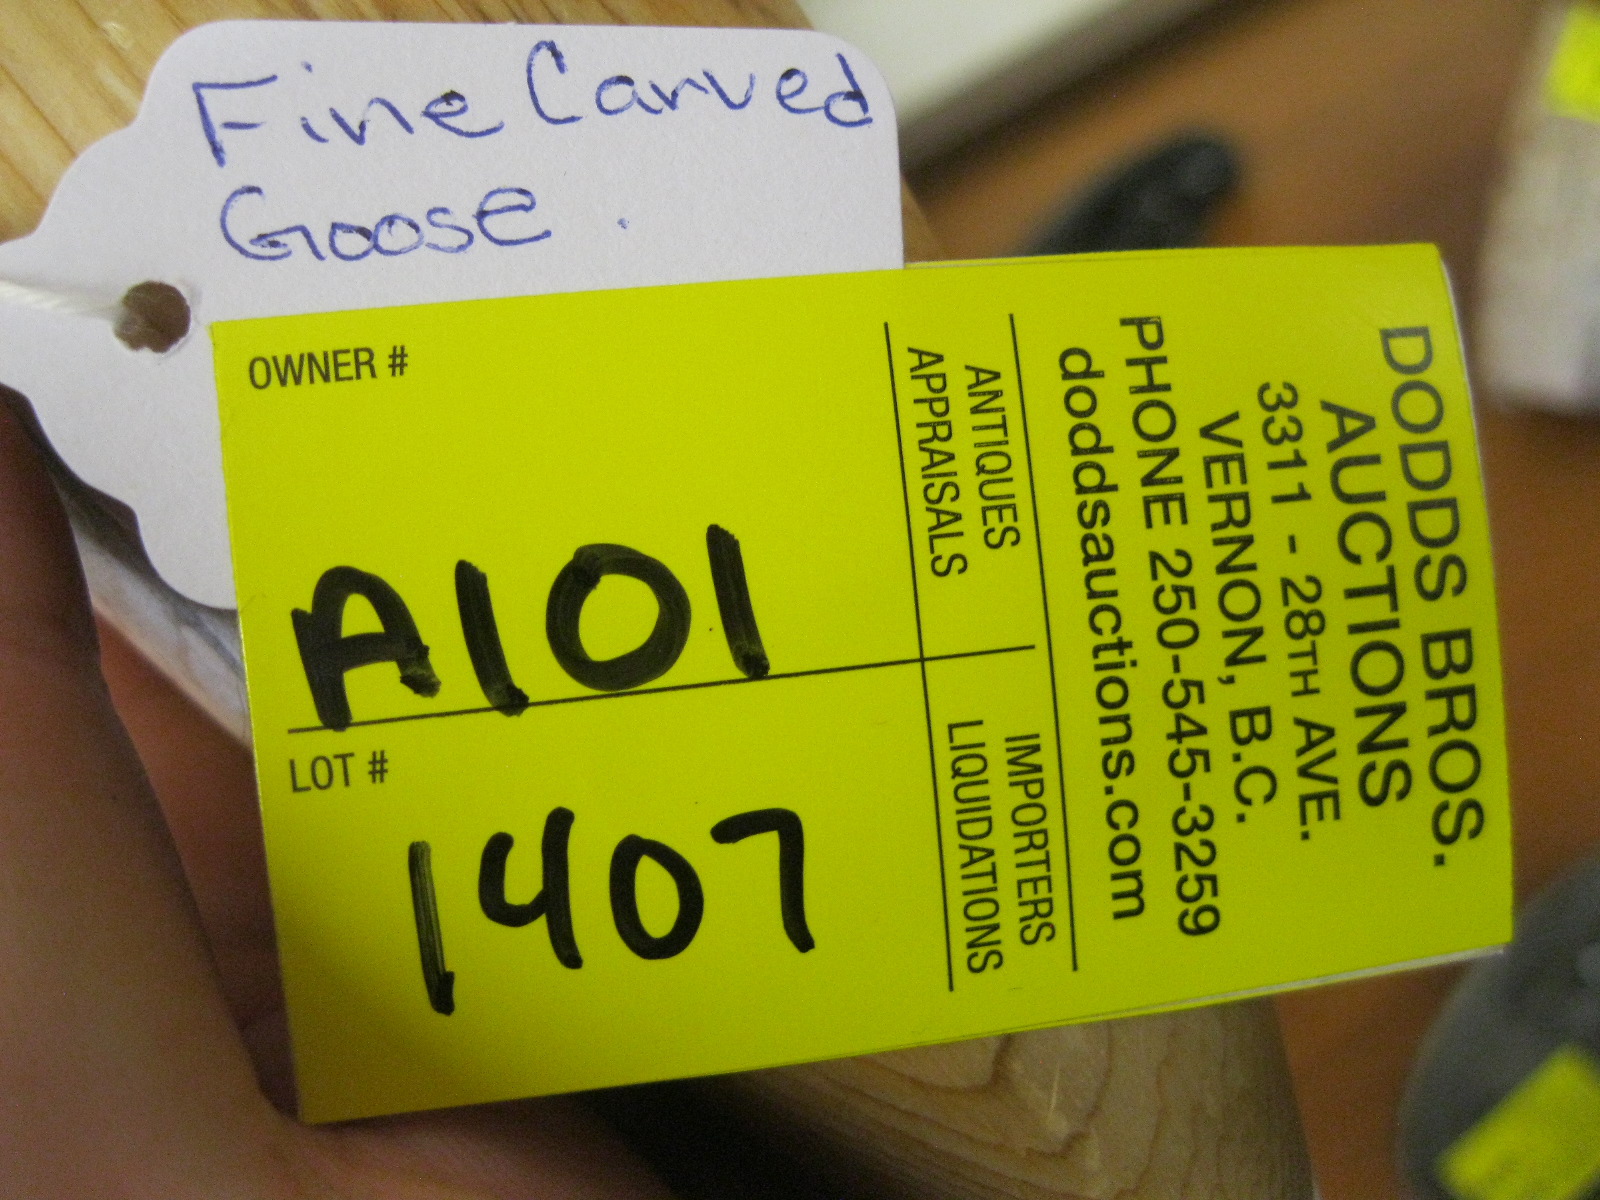 Fine Carved
Goose.
OWNER #
A101
LOT #
1407
DODDS BROS.
AUCTIONS
3311 - 28TH AVE.
VERNON, B.C.
PHONE 250-545-3259
doddsauctions.com
ANTIQUES
APPRAISALS
IMPORTERS
LIQUIDATIONS